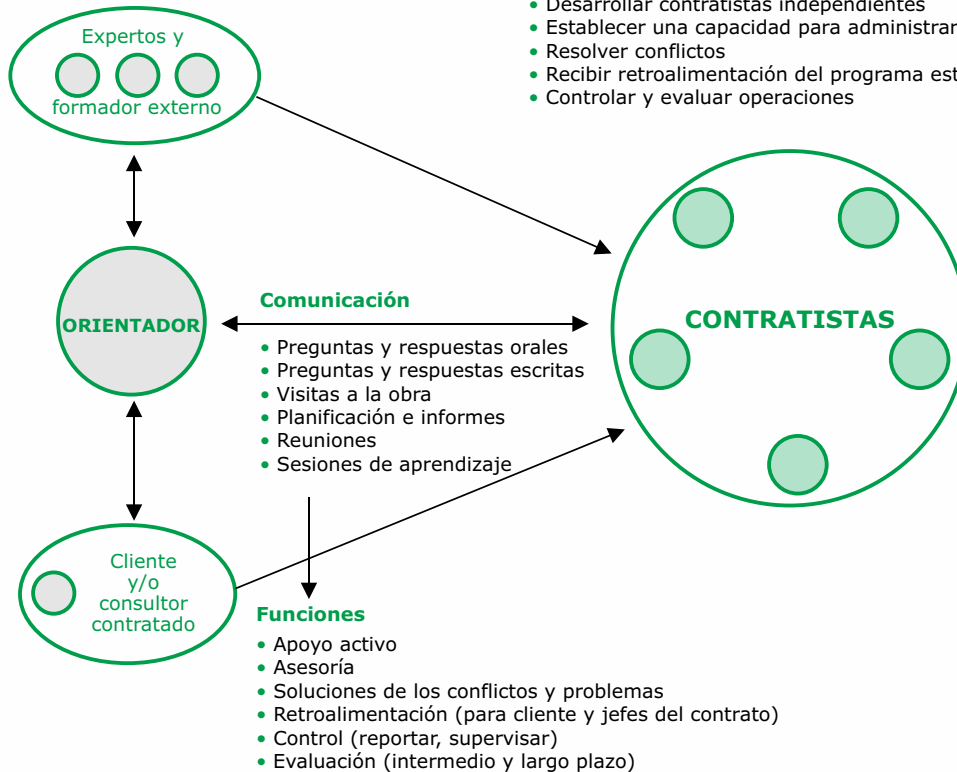 • Desarrollar contratistas independientes
• Establecer una capacidad para administrar
• Resolver conflictos
• Recibir retroalimentación del programa
• Controlar y evaluar operaciones
Expertos y
formador externo
ORIENTADOR
Comunicación
• Preguntas y respuestas orales
• Preguntas y respuestas escritas
• Visitas a la obra
• Planificación e informes
• Reuniones
• Sesiones de aprendizaje
CONTRATISTAS
Cliente
y/o
consultor
contratado
Funciones
• Apoyo activo
• Asesoría
• Soluciones de los conflictos y problemas
• Retroalimentación (para cliente y jefes del contrato)
• Control (reportar, supervisar)
• Evaluación (intermedio y largo plazo)